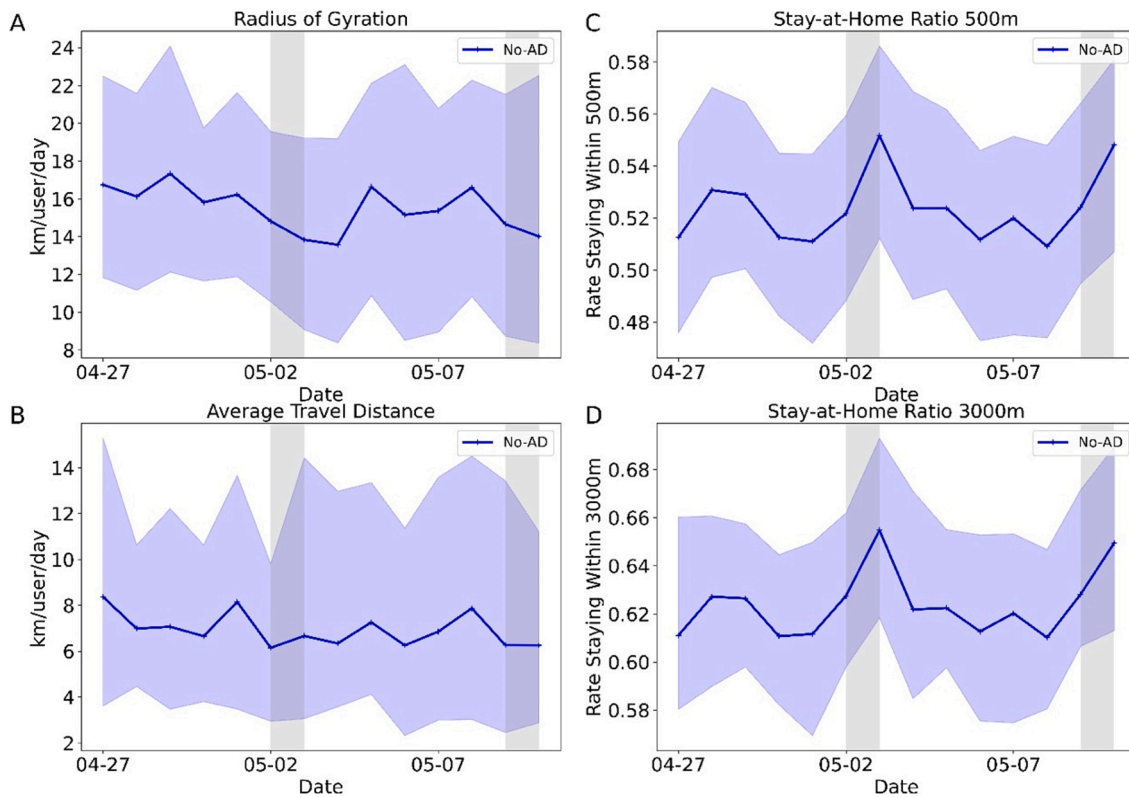 A
Radius of Gyration
No-AD
km/user/day
24
22
20
18
16
14
12
10
8
04-27
05-02
05-07
Date
B
Average Travel Distance
No-AD
km/user/day
14
12
10
8
6
4
2
04-27
05-02
05-07
Date
C
Stay-at-Home Ratio 500m
No-AD
Rate Staying Within 500m
0.58
0.56
0.54
0.52
0.50
0.48
04-27
05-02
05-07
Date
D
Stay-at-Home Ratio 3000m
No-AD
Rate Staying Within 3000m
0.68
0.66
0.64
0.62
0.60
0.58
04-27
05-02
05-07
Date